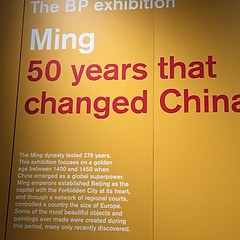 The BP exhibition
Ming
50 years that
changed China
The Ming dynasty lasted 276 years.
This exhibition focuses on a golden
age between 1400 and 1450 when
China emerged as a global superpower.
Ming emperors established Beijing as the
capital with the Forbidden City at its heart,
and through a network of regional courts,
controlled a country the size of Europe.
Some of the most beautiful objects and
paintings ever made were created during
this period, many only recently discovered.